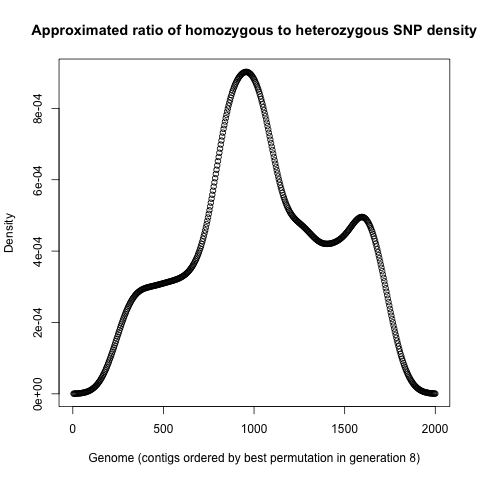 Approximated ratio of homozygous to heterozygous SNP density
Density
8e-04
6e-04
4e-04
2e-04
0e+00
0 500 1000 1500 2000
Genome (contigs ordered by best permutation in generation 8)